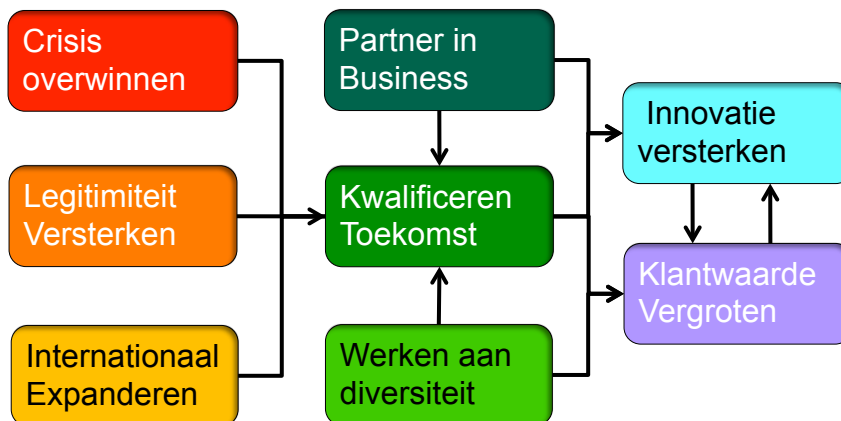 Crisis
overwinnen
Partner in
Business
Innovatie
versterken
Legitimiteit
Versterken
Kwalificeren
Toekomst
Klantwaarde
Vergroten
Internationaal
Expanderen
Werken aan
diversiteit